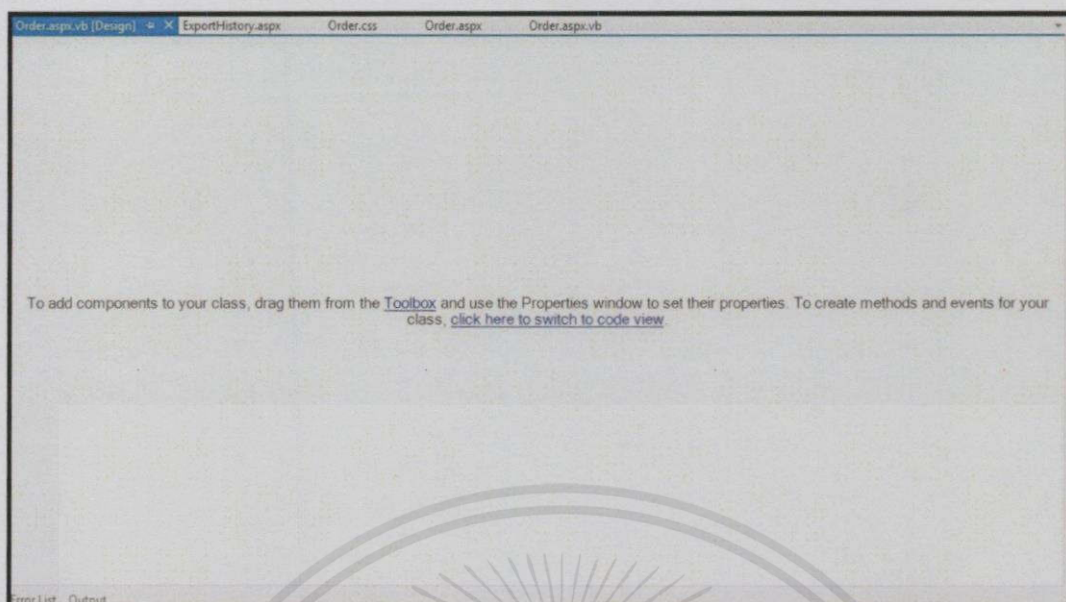 Order.aspx.vb [Design] ExportHistory.aspx Order.css Order.aspx Order.aspx.vb
To add components to your class, drag them from the Toolbox and use the Properties window to set their properties. To create methods and events for your
class, click here to switch to code view.
Error List Output